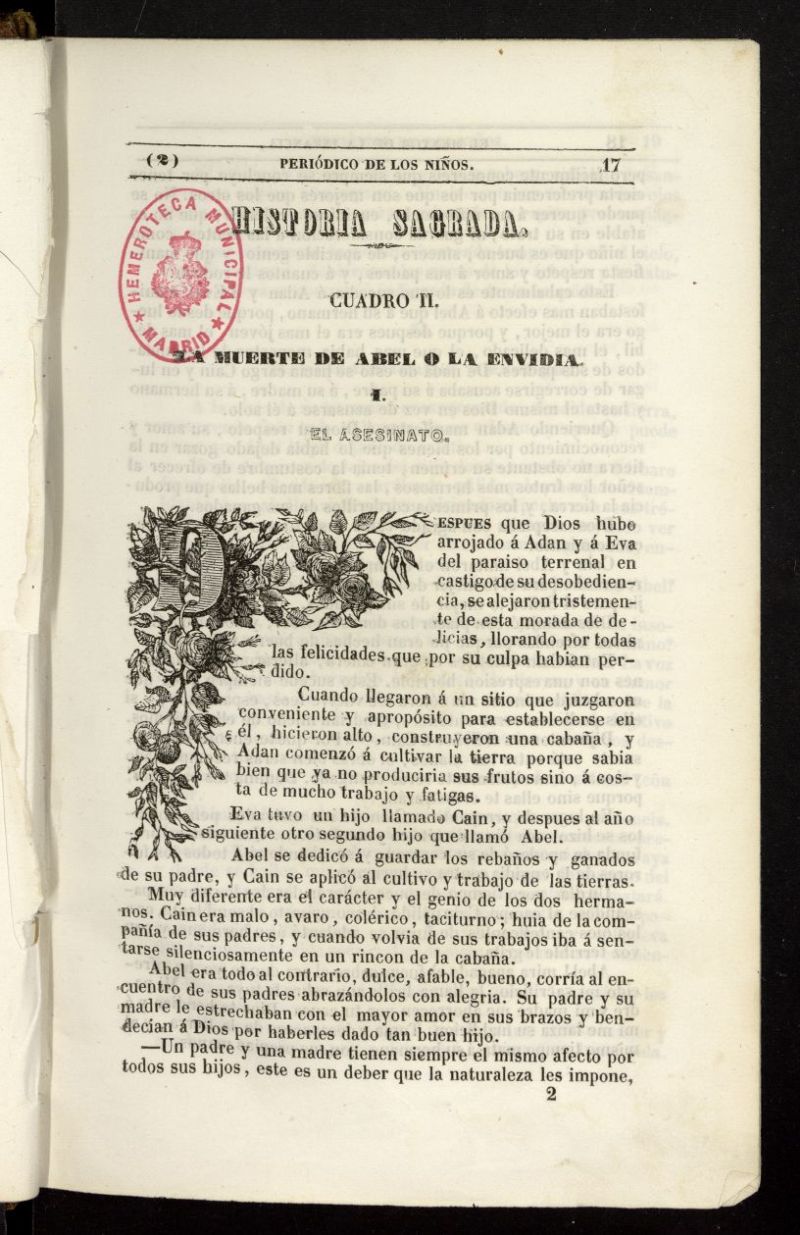 (2) PERIÓDICO DE LOS NIÑOS. 17
HISTORIA SAGRADA.
HEMEROTECA MUNICIPAL
★ MADRID ★
CUADRO II.
LA MUERTE DE ABEL O LA ENVIDIA.
I.
EL ASESINATO.
DESPUES que Dios hubo
arrojado á Adan y á Eva
del paraiso terrenal en
castigo de su desobedien-
cia, se alejaron tristemen-
te de esta morada de de-
licias, llorando por todas
las felicidades que por su culpa habian per-
dido.
Cuando llegaron á un sitio que juzgaron
conveniente y apropósito para establecerse en
él, hicieron alto, construyeron una cabaña, y
Adan comenzó á cultivar la tierra porque sabia
bien que ya no produciria sus frutos sino á cos-
ta de mucho trabajo y fatigas.
Eva tuvo un hijo llamado Cain, y despues al año
siguiente otro segundo hijo que llamó Abel.
Abel se dedicó á guardar los rebaños y ganados
de su padre, y Cain se aplicó al cultivo y trabajo de las tierras.
Muy diferente era el carácter y el genio de los dos herma-
nos. Cain era malo, avaro, colérico, taciturno; huia de la com-
pañía de sus padres, y cuando volvia de sus trabajos iba á sen-
tarse silenciosamente en un rincon de la cabaña.
Abel era todo al contrario, dulce, afable, bueno, corría al en-
cuentro de sus padres abrazándolos con alegria. Su padre y su
madre le estrechaban con el mayor amor en sus brazos y ben-
decian á Dios por haberles dado tan buen hijo.
—Un padre y una madre tienen siempre el mismo afecto por
todos sus hijos, este es un deber que la naturaleza les impone,
2